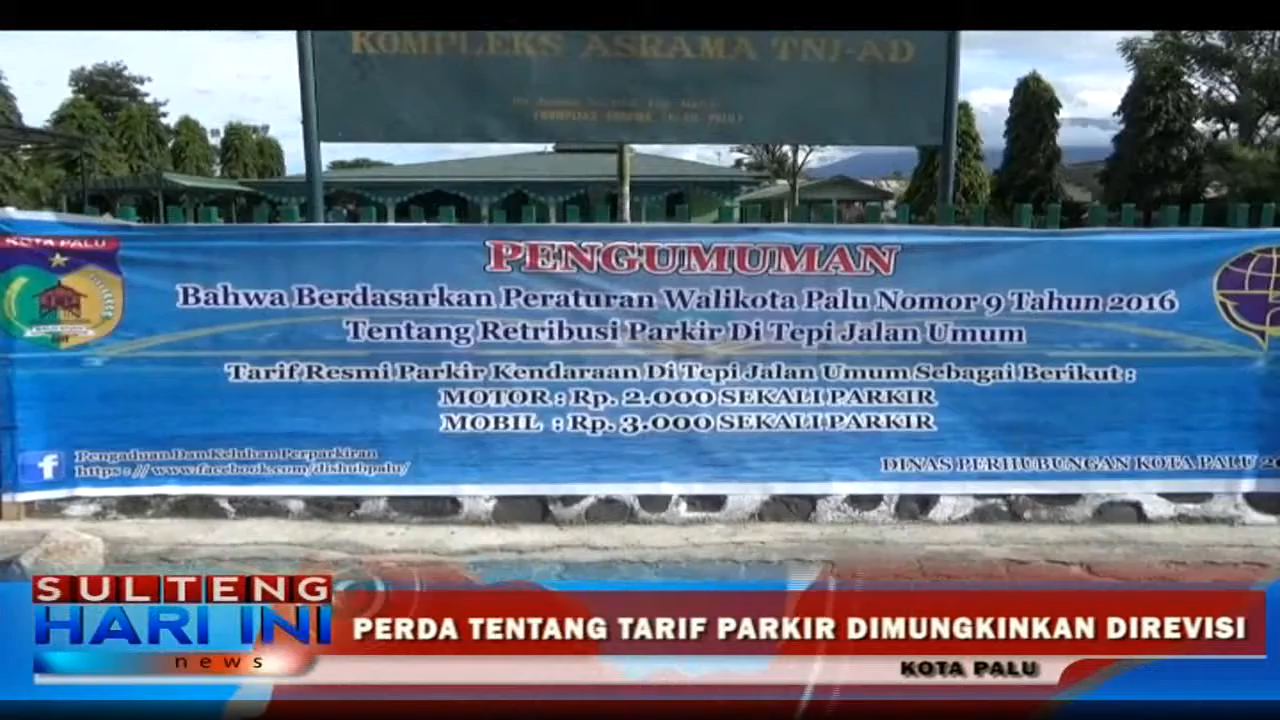 KOMPLEKS ASRAMA TNI-AD
KOTA PALU
PENGUMUMAN
Bahwa Berdasarkan Peraturan Walikota Palu Nomor 9 Tahun 2016
Tentang Retribusi Parkir Di Tepi Jalan Umum
Tarif Resmi Parkir Kendaraan Di Tepi Jalan Umum Sebagai Berikut :
MOTOR : Rp. 2.000 SEKALI PARKIR
MOBIL : Rp. 3.000 SEKALI PARKIR
f
Pengaduan Dan Keluhan Perparkiran
https : // www.facebook.com/dishubpalu/
DINAS PERHUBUNGAN KOTA PALU
SULTENG
HARI INI
news
PERDA TENTANG TARIF PARKIR DIMUNGKINKAN DIREVISI
KOTA PALU